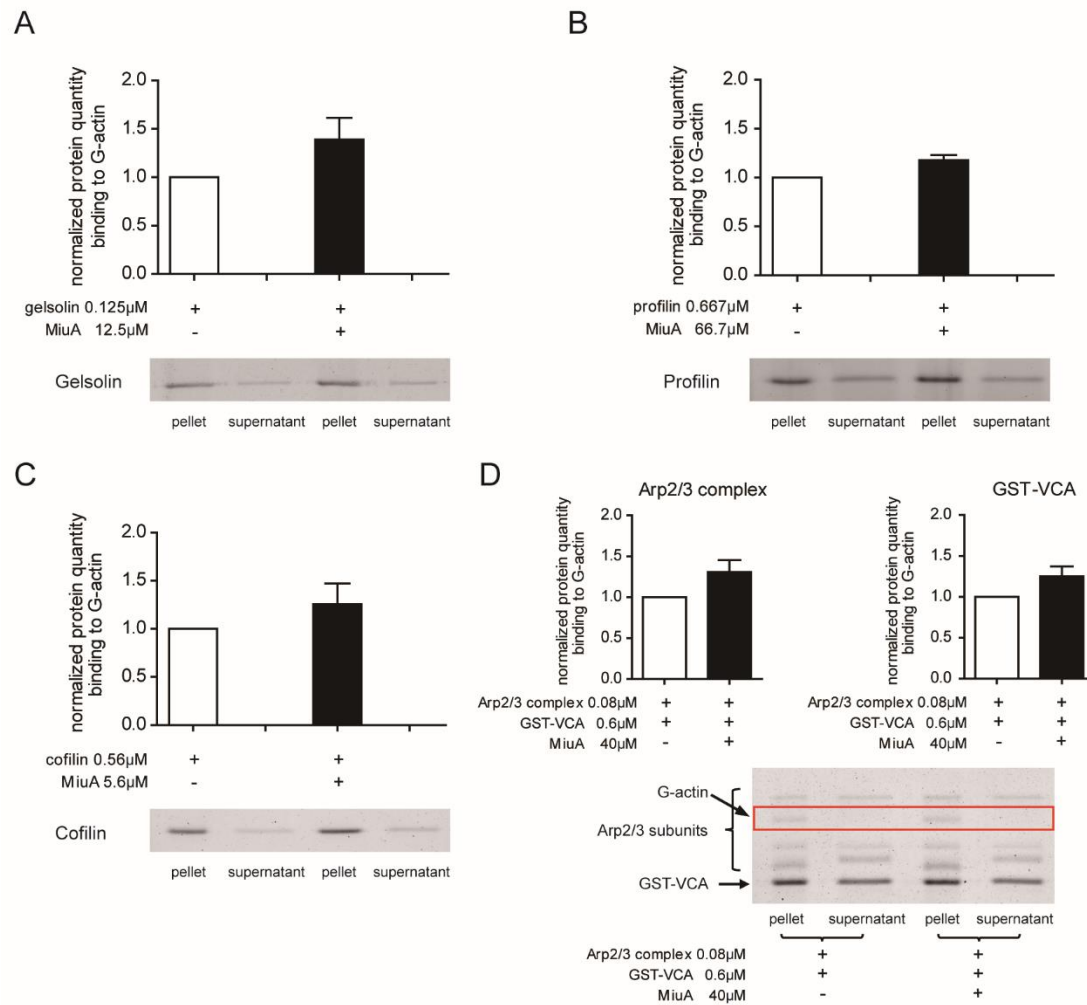 A
normalized protein quantity
binding to G-actin
2.0
1.5
1.0
0.5
0.0
gelsolin 0.125µM + +
MiuA 12.5µM - +
Gelsolin
pellet supernatant pellet supernatant
B
normalized protein quantity
binding to G-actin
2.0
1.5
1.0
0.5
0.0
profilin 0.667µM + +
MiuA 66.7µM - +
Profilin
pellet supernatant pellet supernatant
C
normalized protein quantity
binding to G-actin
2.0
1.5
1.0
0.5
0.0
cofilin 0.56µM + +
MiuA 5.6µM - +
Cofilin
pellet supernatant pellet supernatant
D
Arp2/3 complex
normalized protein quantity
binding to G-actin
2.0
1.5
1.0
0.5
0.0
Arp2/3 complex 0.08µM + +
GST-VCA 0.6µM + +
MiuA 40µM - +
GST-VCA
normalized protein quantity
binding to G-actin
2.0
1.5
1.0
0.5
0.0
Arp2/3 complex 0.08µM + +
GST-VCA 0.6µM + +
MiuA 40µM - +
G-actin
Arp2/3 subunits
GST-VCA
pellet supernatant pellet supernatant
Arp2/3 complex 0.08µM + +
GST-VCA 0.6µM + +
MiuA 40µM - +